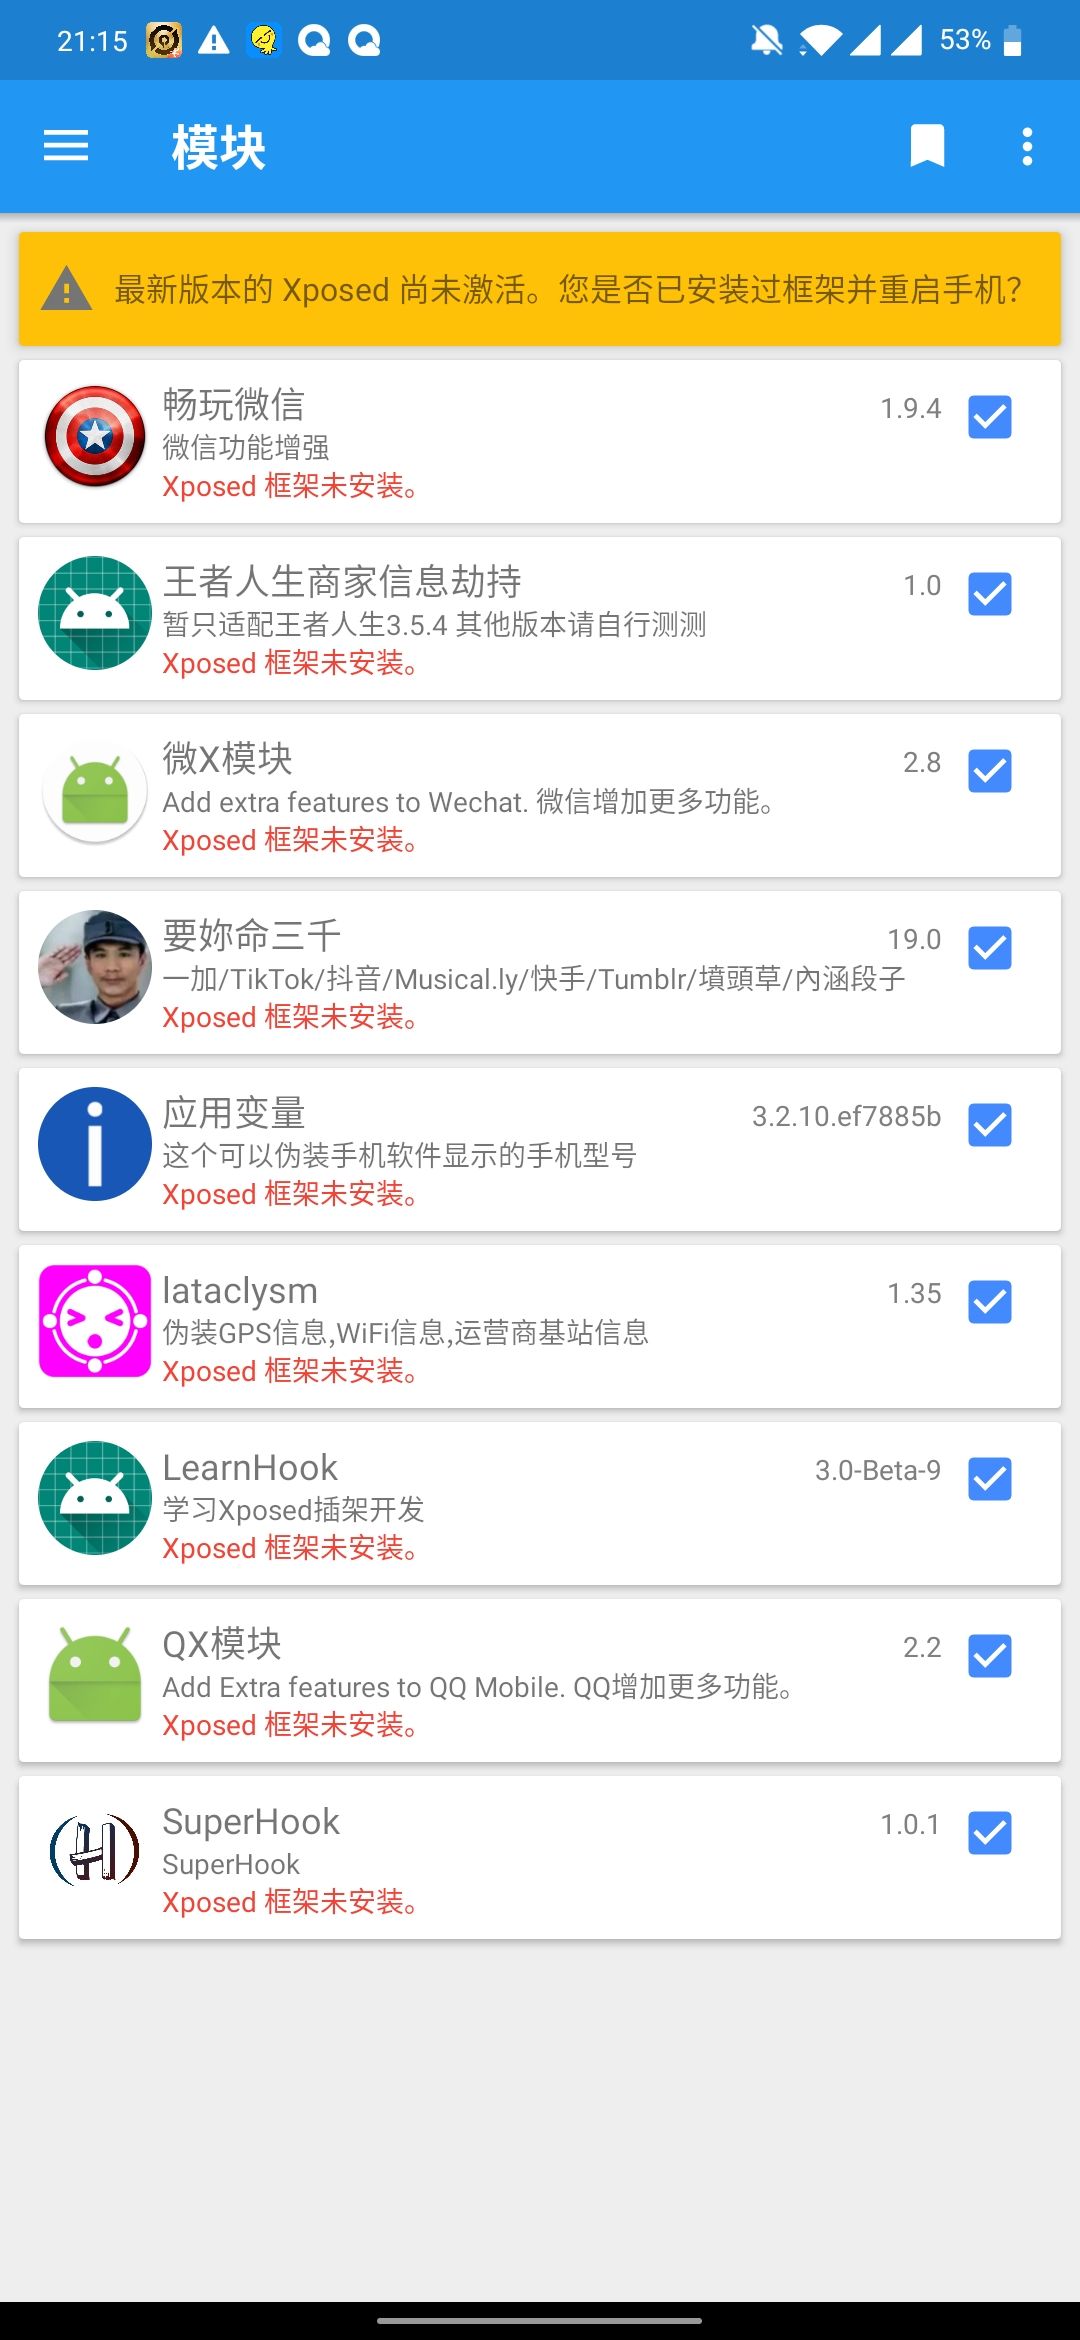 21:15
53%
模块
最新版本的 Xposed 尚未激活。您是否已安装过框架并重启手机?
畅玩微信
1.9.4
微信功能增强
Xposed 框架未安装。
王者人生商家信息劫持
1.0
暂只适配王者人生3.5.4 其他版本请自行测测
Xposed 框架未安装。
微X模块
2.8
Add extra features to Wechat. 微信增加更多功能。
Xposed 框架未安装。
要妳命三千
19.0
一加/TikTok/抖音/Musical.ly/快手/Tumblr/墳頭草/內涵段子
Xposed 框架未安装。
应用变量
3.2.10.ef7885b
这个可以伪装手机软件显示的手机型号
Xposed 框架未安装。
lataclysm
1.35
伪装GPS信息,WiFi信息,运营商基站信息
Xposed 框架未安装。
LearnHook
3.0-Beta-9
学习Xposed插架开发
Xposed 框架未安装。
QX模块
2.2
Add Extra features to QQ Mobile. QQ增加更多功能。
Xposed 框架未安装。
SuperHook
1.0.1
SuperHook
Xposed 框架未安装。